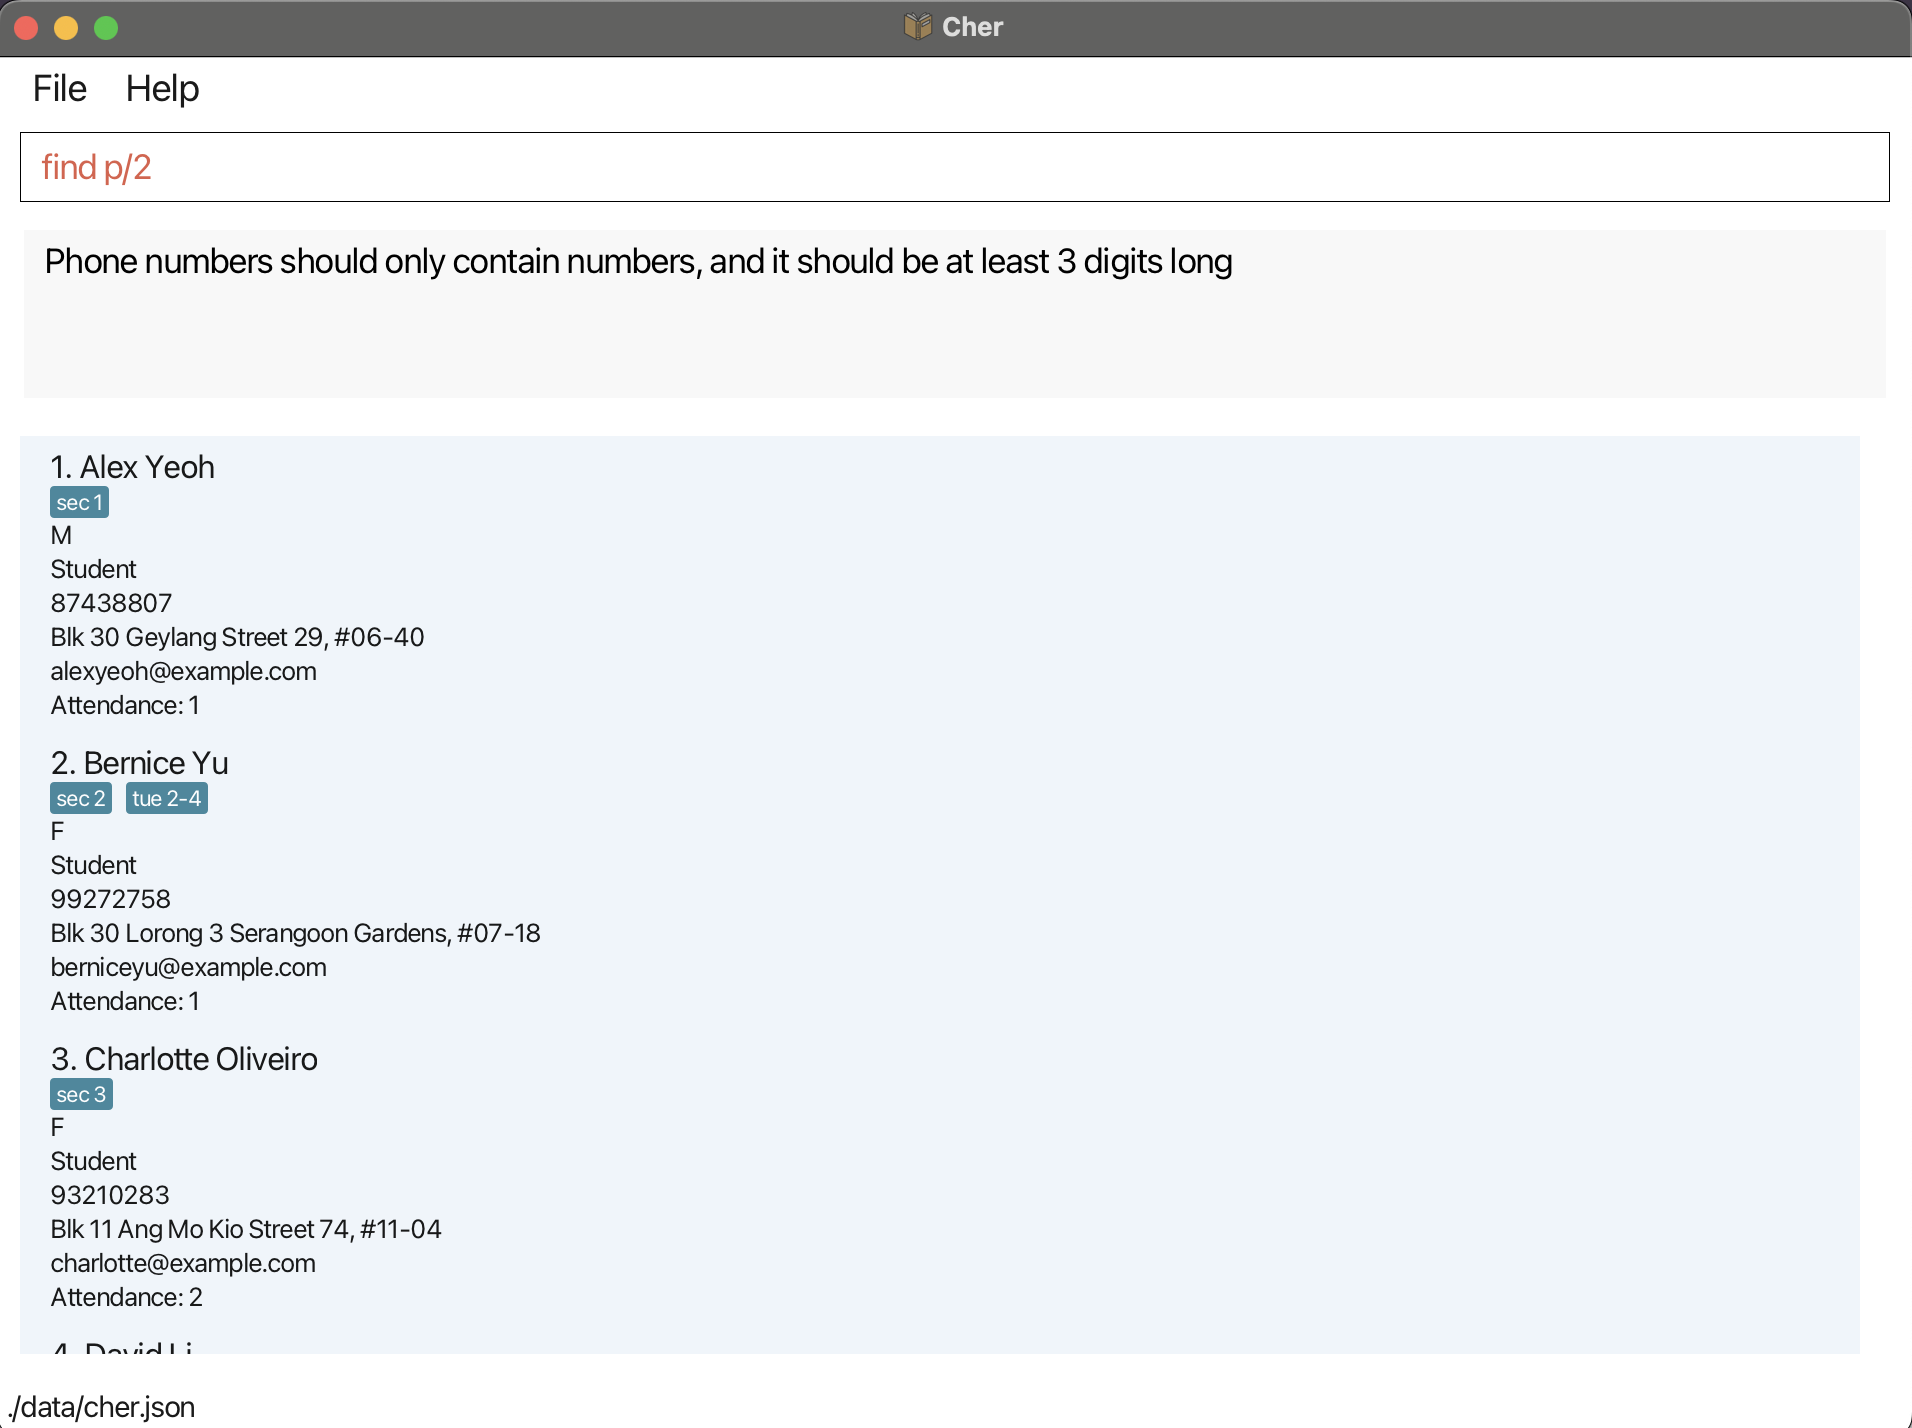 Cher
File Help
find p/2
Phone numbers should only contain numbers, and it should be at least 3 digits long
1. Alex Yeoh
sec 1
M
Student
87438807
Blk 30 Geylang Street 29, #06-40
alexyeoh@example.com
Attendance: 1
2. Bernice Yu
sec 2 tue 2-4
F
Student
99272758
Blk 30 Lorong 3 Serangoon Gardens, #07-18
berniceyu@example.com
Attendance: 1
3. Charlotte Oliveiro
sec 3
F
Student
93210283
Blk 11 Ang Mo Kio Street 74, #11-04
charlotte@example.com
Attendance: 2
4. David Li
./data/cher.json